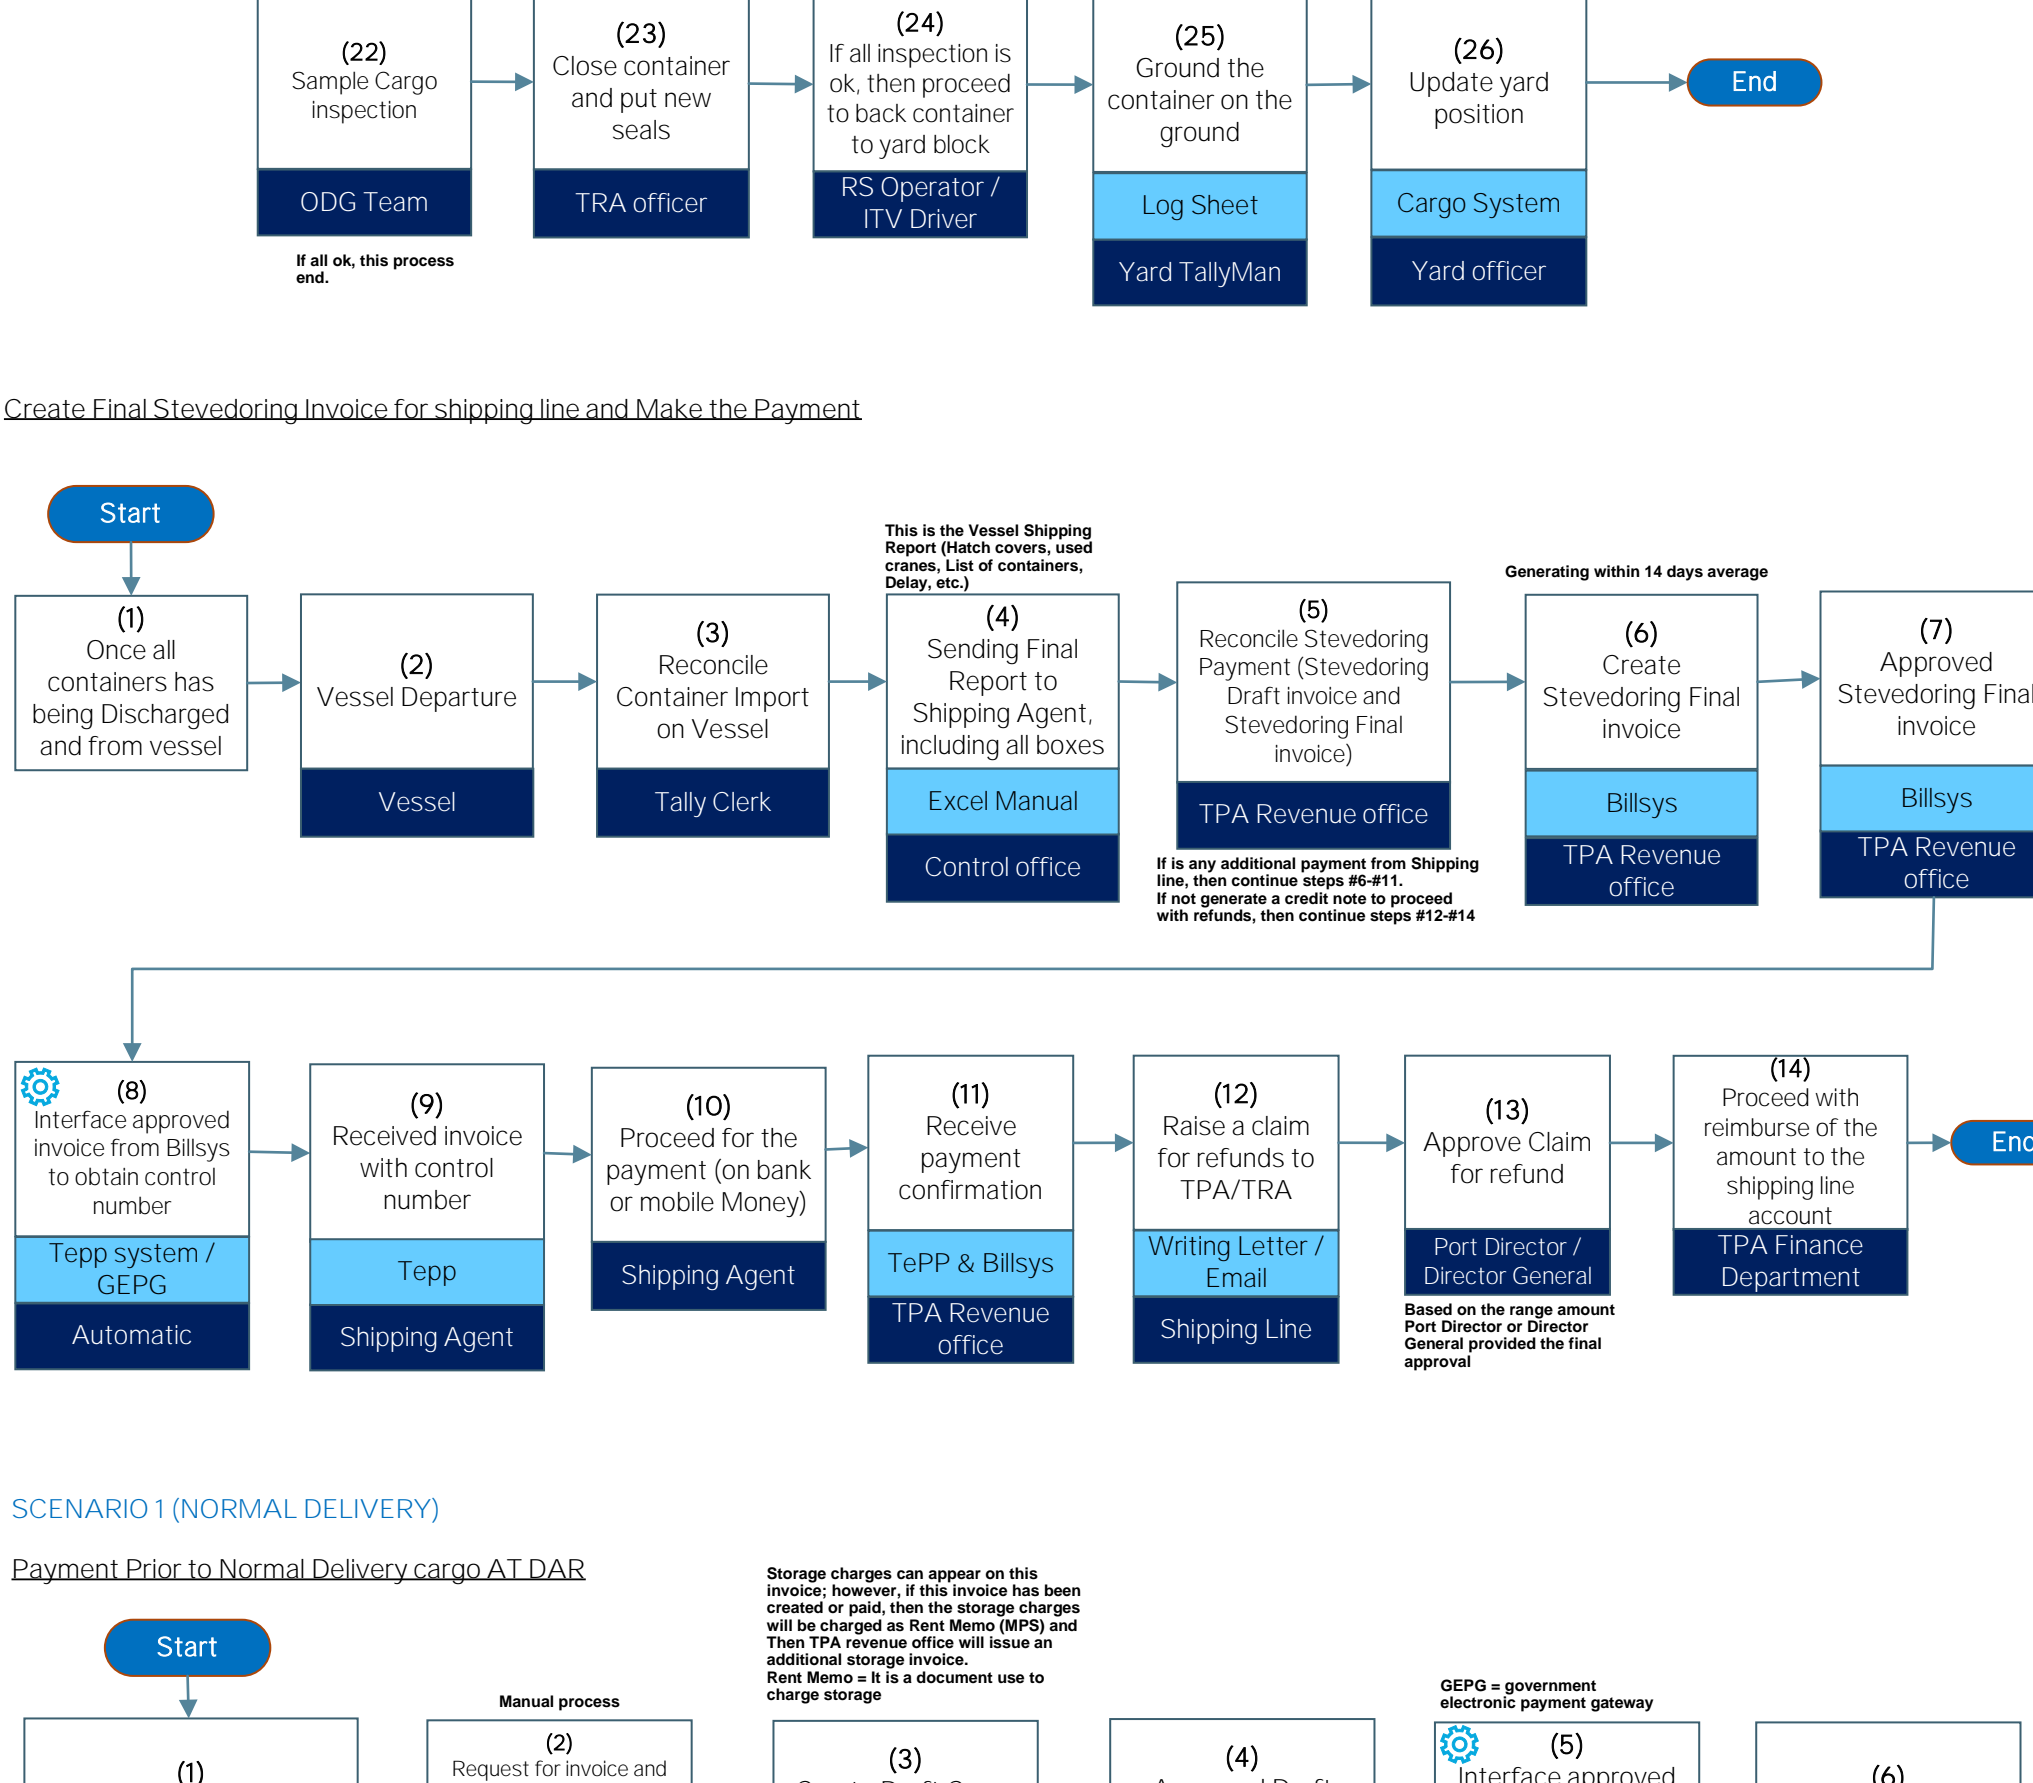 (22)
Sample Cargo
inspection
ODG Team
If all ok, this process
end.
(23)
Close container
and put new
seals
TRA officer
(24)
If all inspection is
ok, then proceed
to back container
to yard block
RS Operator /
ITV Driver
(25)
Ground the
container on the
ground
Log Sheet
Yard TallyMan
(26)
Update yard
position
Cargo System
Yard officer
End
Create Final Stevedoring Invoice for shipping line and Make the Payment
Start
(1)
Once all
containers has
being Discharged
and from vessel
(2)
Vessel Departure
Vessel
(3)
Reconcile
Container Import
on Vessel
Tally Clerk
This is the Vessel Shipping
Report (Hatch covers, used
cranes, List of containers,
Delay, etc.)
(4)
Sending Final
Report to
Shipping Agent,
including all boxes
Excel Manual
Control office
(5)
Reconcile Stevedoring
Payment (Stevedoring
Draft invoice and
Stevedoring Final
invoice)
TPA Revenue office
If is any additional payment from Shipping
line, then continue steps #6-#11.
If not generate a credit note to proceed
with refunds, then continue steps #12-#14
Generating within 14 days average
(6)
Create
Stevedoring Final
invoice
Billsys
TPA Revenue
office
(7)
Approved
Stevedoring Final
invoice
Billsys
TPA Revenue
office
(8)
Interface approved
invoice from Billsys
to obtain control
number
Tepp system /
GEPG
Automatic
(9)
Received invoice
with control
number
Tepp
Shipping Agent
(10)
Proceed for the
payment (on bank
or mobile Money)
Shipping Agent
(11)
Receive
payment
confirmation
TePP & Billsys
TPA Revenue
office
(12)
Raise a claim
for refunds to
TPA/TRA
Writing Letter /
Email
Shipping Line
(13)
Approve Claim
for refund
Port Director /
Director General
Based on the range amount
Port Director or Director
General provided the final
approval
(14)
Proceed with
reimburse of the
amount to the
shipping line
account
TPA Finance
Department
End
SCENARIO 1 (NORMAL DELIVERY)
Payment Prior to Normal Delivery cargo AT DAR
Start
(1)
Manual process
(2)
Request for invoice and
Storage charges can appear on this
invoice; however, if this invoice has been
created or paid, then the storage charges
will be charged as Rent Memo (MPS) and
Then TPA revenue office will issue an
additional storage invoice.
Rent Memo = It is a document use to
charge storage
(3)
(4)
GEPG = government
electronic payment gateway
(5)
Interface approved
(6)